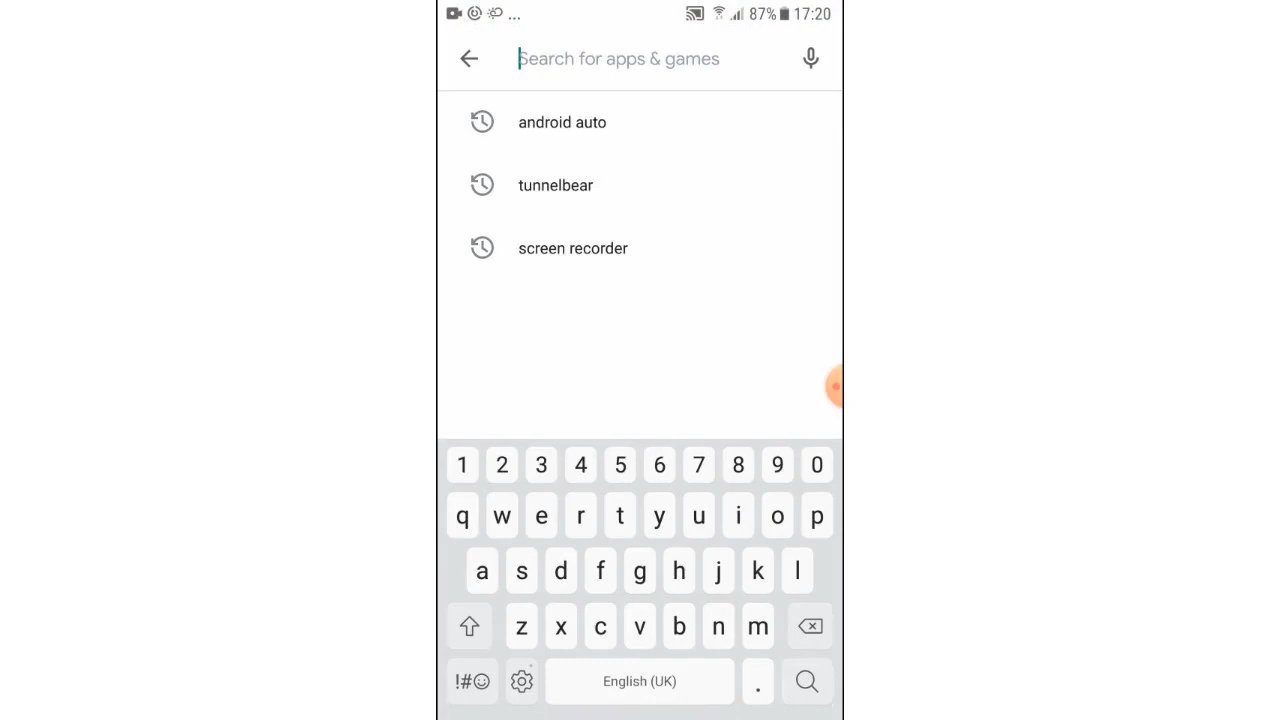 ... 87% 17:20
Search for apps & games
android auto
tunnelbear
screen recorder
1 2 3 4 5 6 7 8 9 0
q w e r t y u i o p
a s d f g h j k l
z x c v b n m
!#☺ English (UK) .